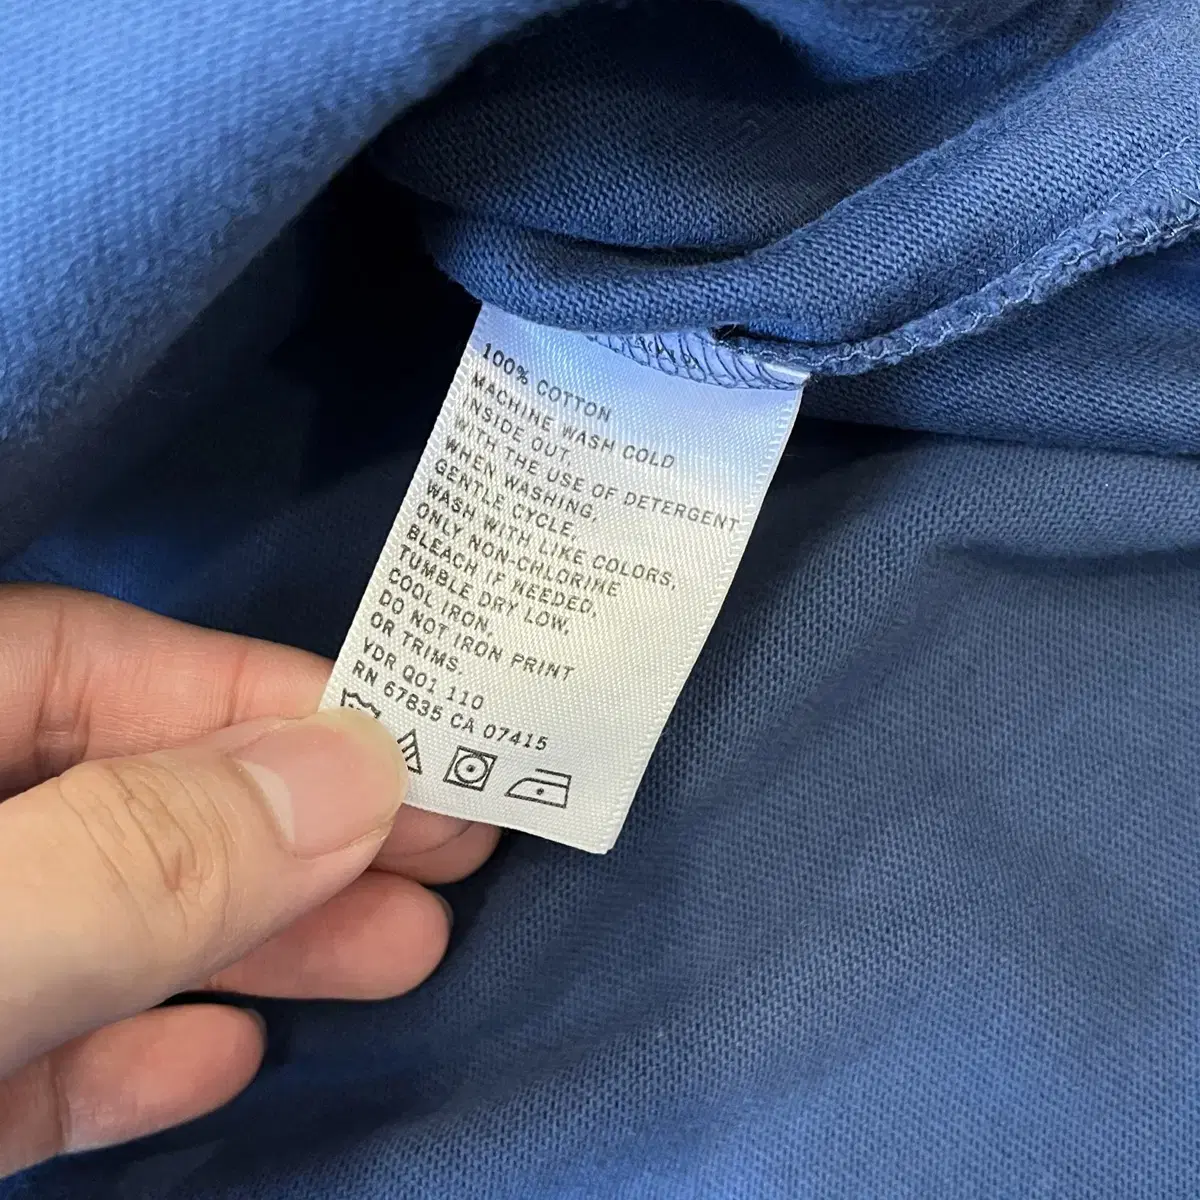 100% COTTON
MACHINE WASH COLD
INSIDE OUT
WITH THE USE OF DETERGENT
WHEN WASHING,
GENTLE CYCLE,
WASH WITH LIKE COLORS,
ONLY NON-CHLORINE
BLEACH IF NEEDED,
TUMBLE DRY LOW,
COOL IRON,
DO NOT IRON PRINT
OR TRIMS.
YDR Q01 110
RN 67835 CA 07415